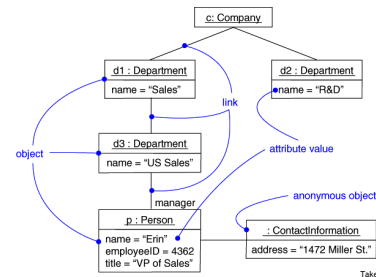 c: Company
d1 : Department
name = "Sales"
d2 : Department
name = "R&D"
link
d3 : Department
name = "US Sales"
object
attribute value
manager
anonymous object
p : Person
name = "Erin"
employeeID = 4362
title = "VP of Sales"
: ContactInformation
address = "1472 Miller St."
Take